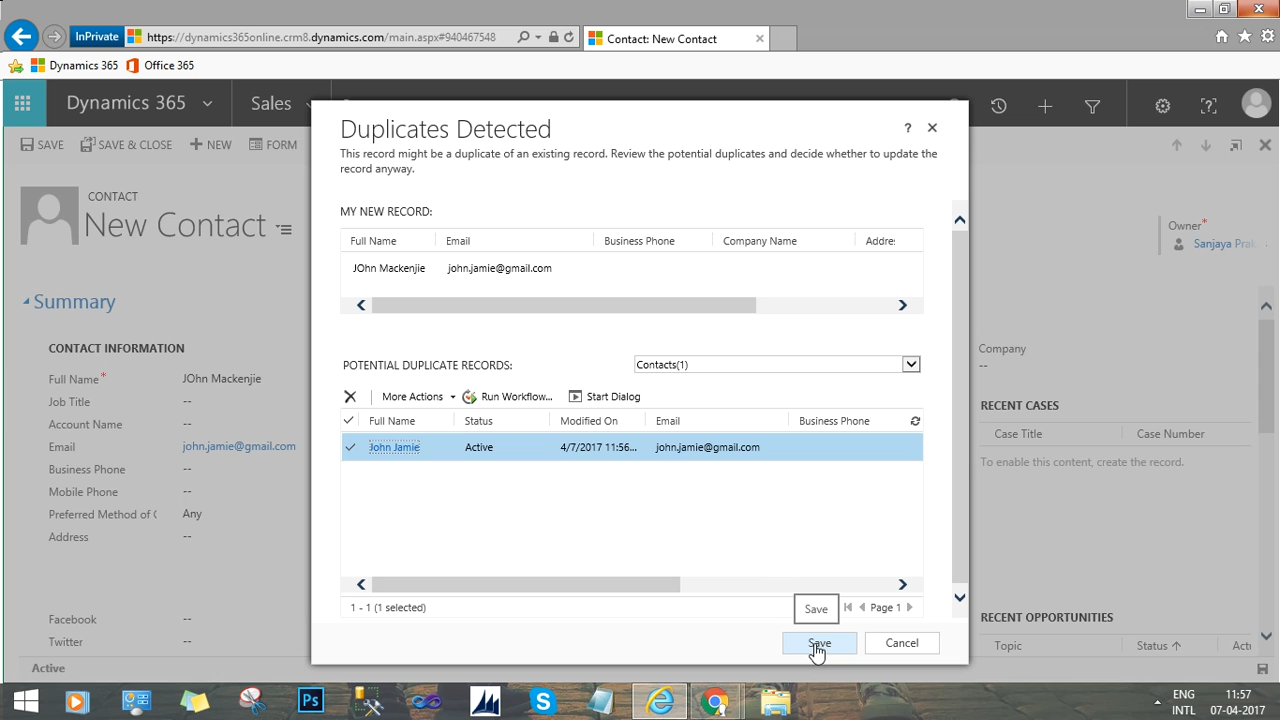 InPrivate
https://dynamics365online.crm8.dynamics.com/main.aspx#940467548
Contact: New Contact
Dynamics 365
Office 365
Dynamics 365
Sales
SAVE
SAVE & CLOSE
+ NEW
FORM
CONTACT
New Contact
Owner*
Sanjaya Prak
Summary
CONTACT INFORMATION
Full Name*
JOhn Mackenjie
Job Title
--
Account Name
--
Email
john.jamie@gmail.com
Business Phone
--
Mobile Phone
--
Preferred Method of C
Any
Address
--
Facebook
--
Twitter
--
Active
Duplicates Detected
?
This record might be a duplicate of an existing record. Review the potential duplicates and decide whether to update the
record anyway.
MY NEW RECORD:
Full Name
Email
Business Phone
Company Name
Addre
JOhn Mackenjie
john.jamie@gmail.com
POTENTIAL DUPLICATE RECORDS:
Contacts(1)
More Actions
Run Workflow...
Start Dialog
Full Name
Status
Modified On
Email
Business Phone
John Jamie
Active
4/7/2017 11:56...
john.jamie@gmail.com
1 - 1 (1 selected)
Save
Page 1
Save
Cancel
Company
--
RECENT CASES
Case Title
Case Number
To enable this content, create the record.
RECENT OPPORTUNITIES
Topic
Status
Acti
Ps
ENG
INTL
11:57
07-04-2017